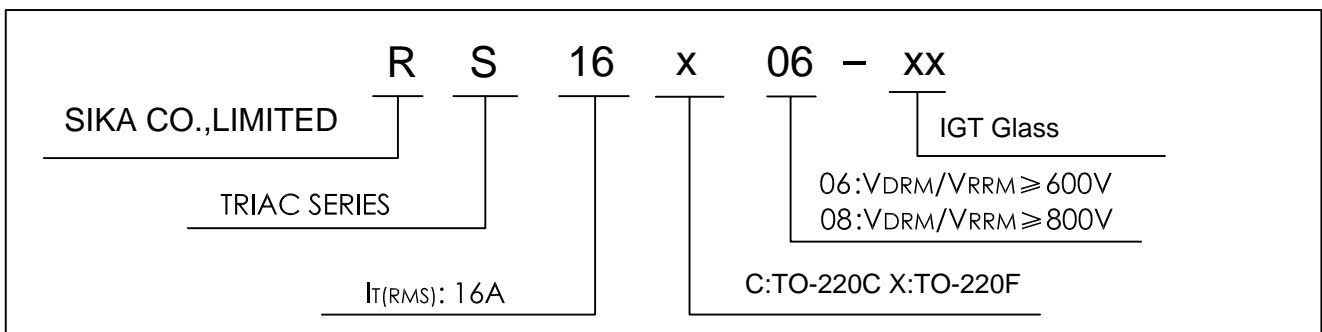 R S 16 x 06 – xx
SIKA CO.,LIMITED
IGT Glass
06:VDRM/VRRM⩾600V
TRIAC SERIES
08:VDRM/VRRM⩾800V
C:TO-220C X:TO-220F
IT(RMS): 16A